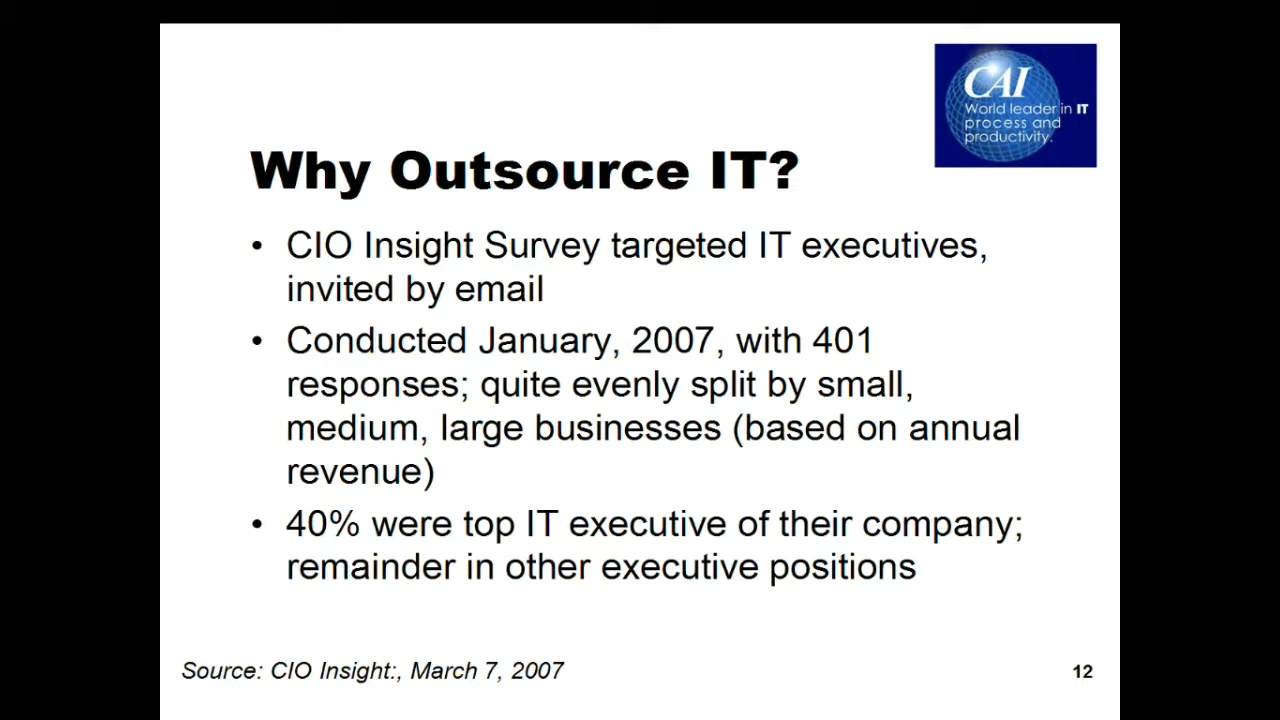 CAI
World leader in IT
process and
productivity.
Why Outsource IT?
• CIO Insight Survey targeted IT executives,
invited by email
• Conducted January, 2007, with 401
responses; quite evenly split by small,
medium, large businesses (based on annual
revenue)
• 40% were top IT executive of their company;
remainder in other executive positions
Source: CIO Insight:, March 7, 2007
12